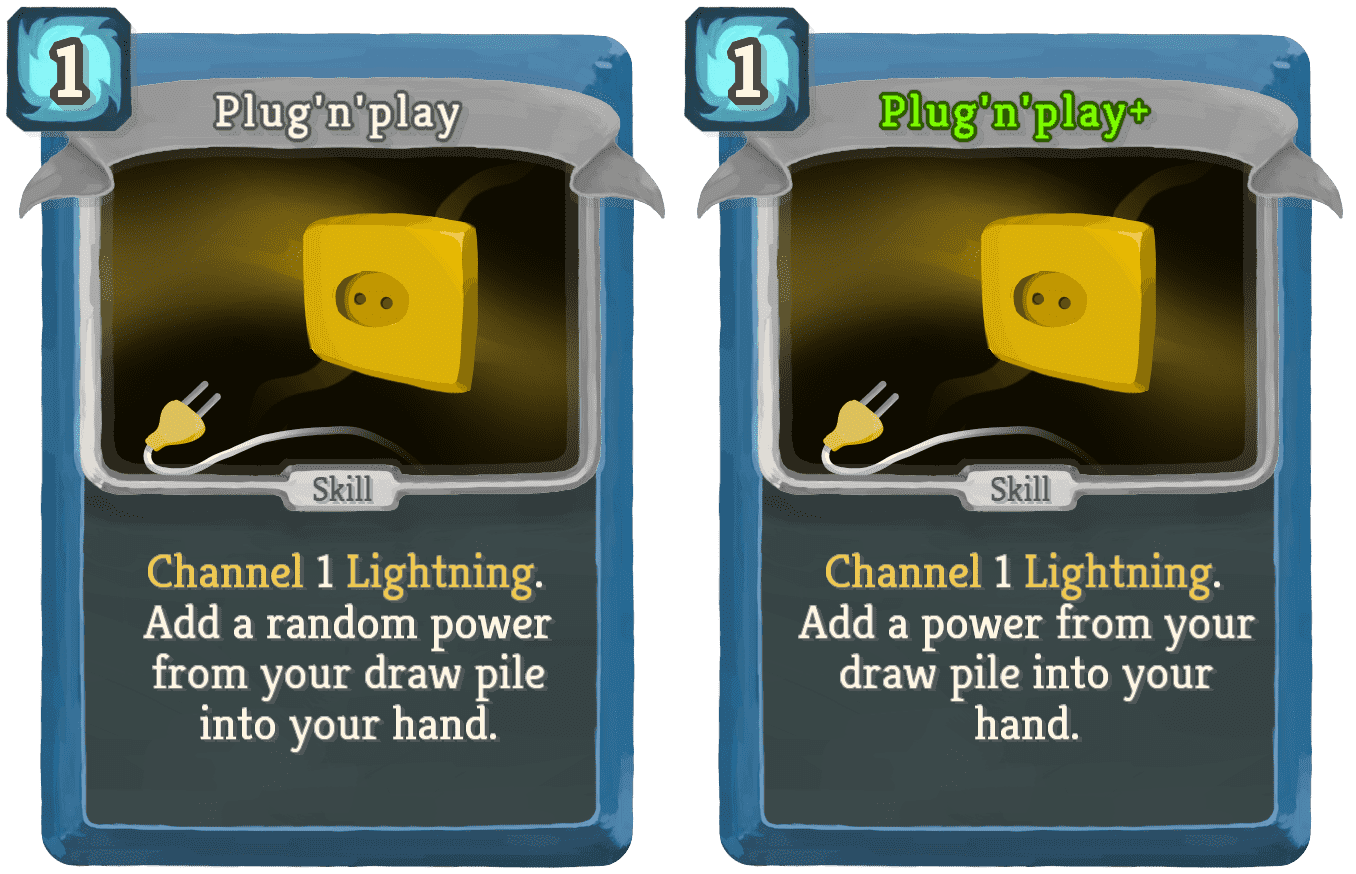 1
Plug'n'play
Skill
Channel 1 Lightning.
Add a random power
from your draw pile
into your hand.
1
Plug'n'play+
Skill
Channel 1 Lightning.
Add a power from your
draw pile into your
hand.